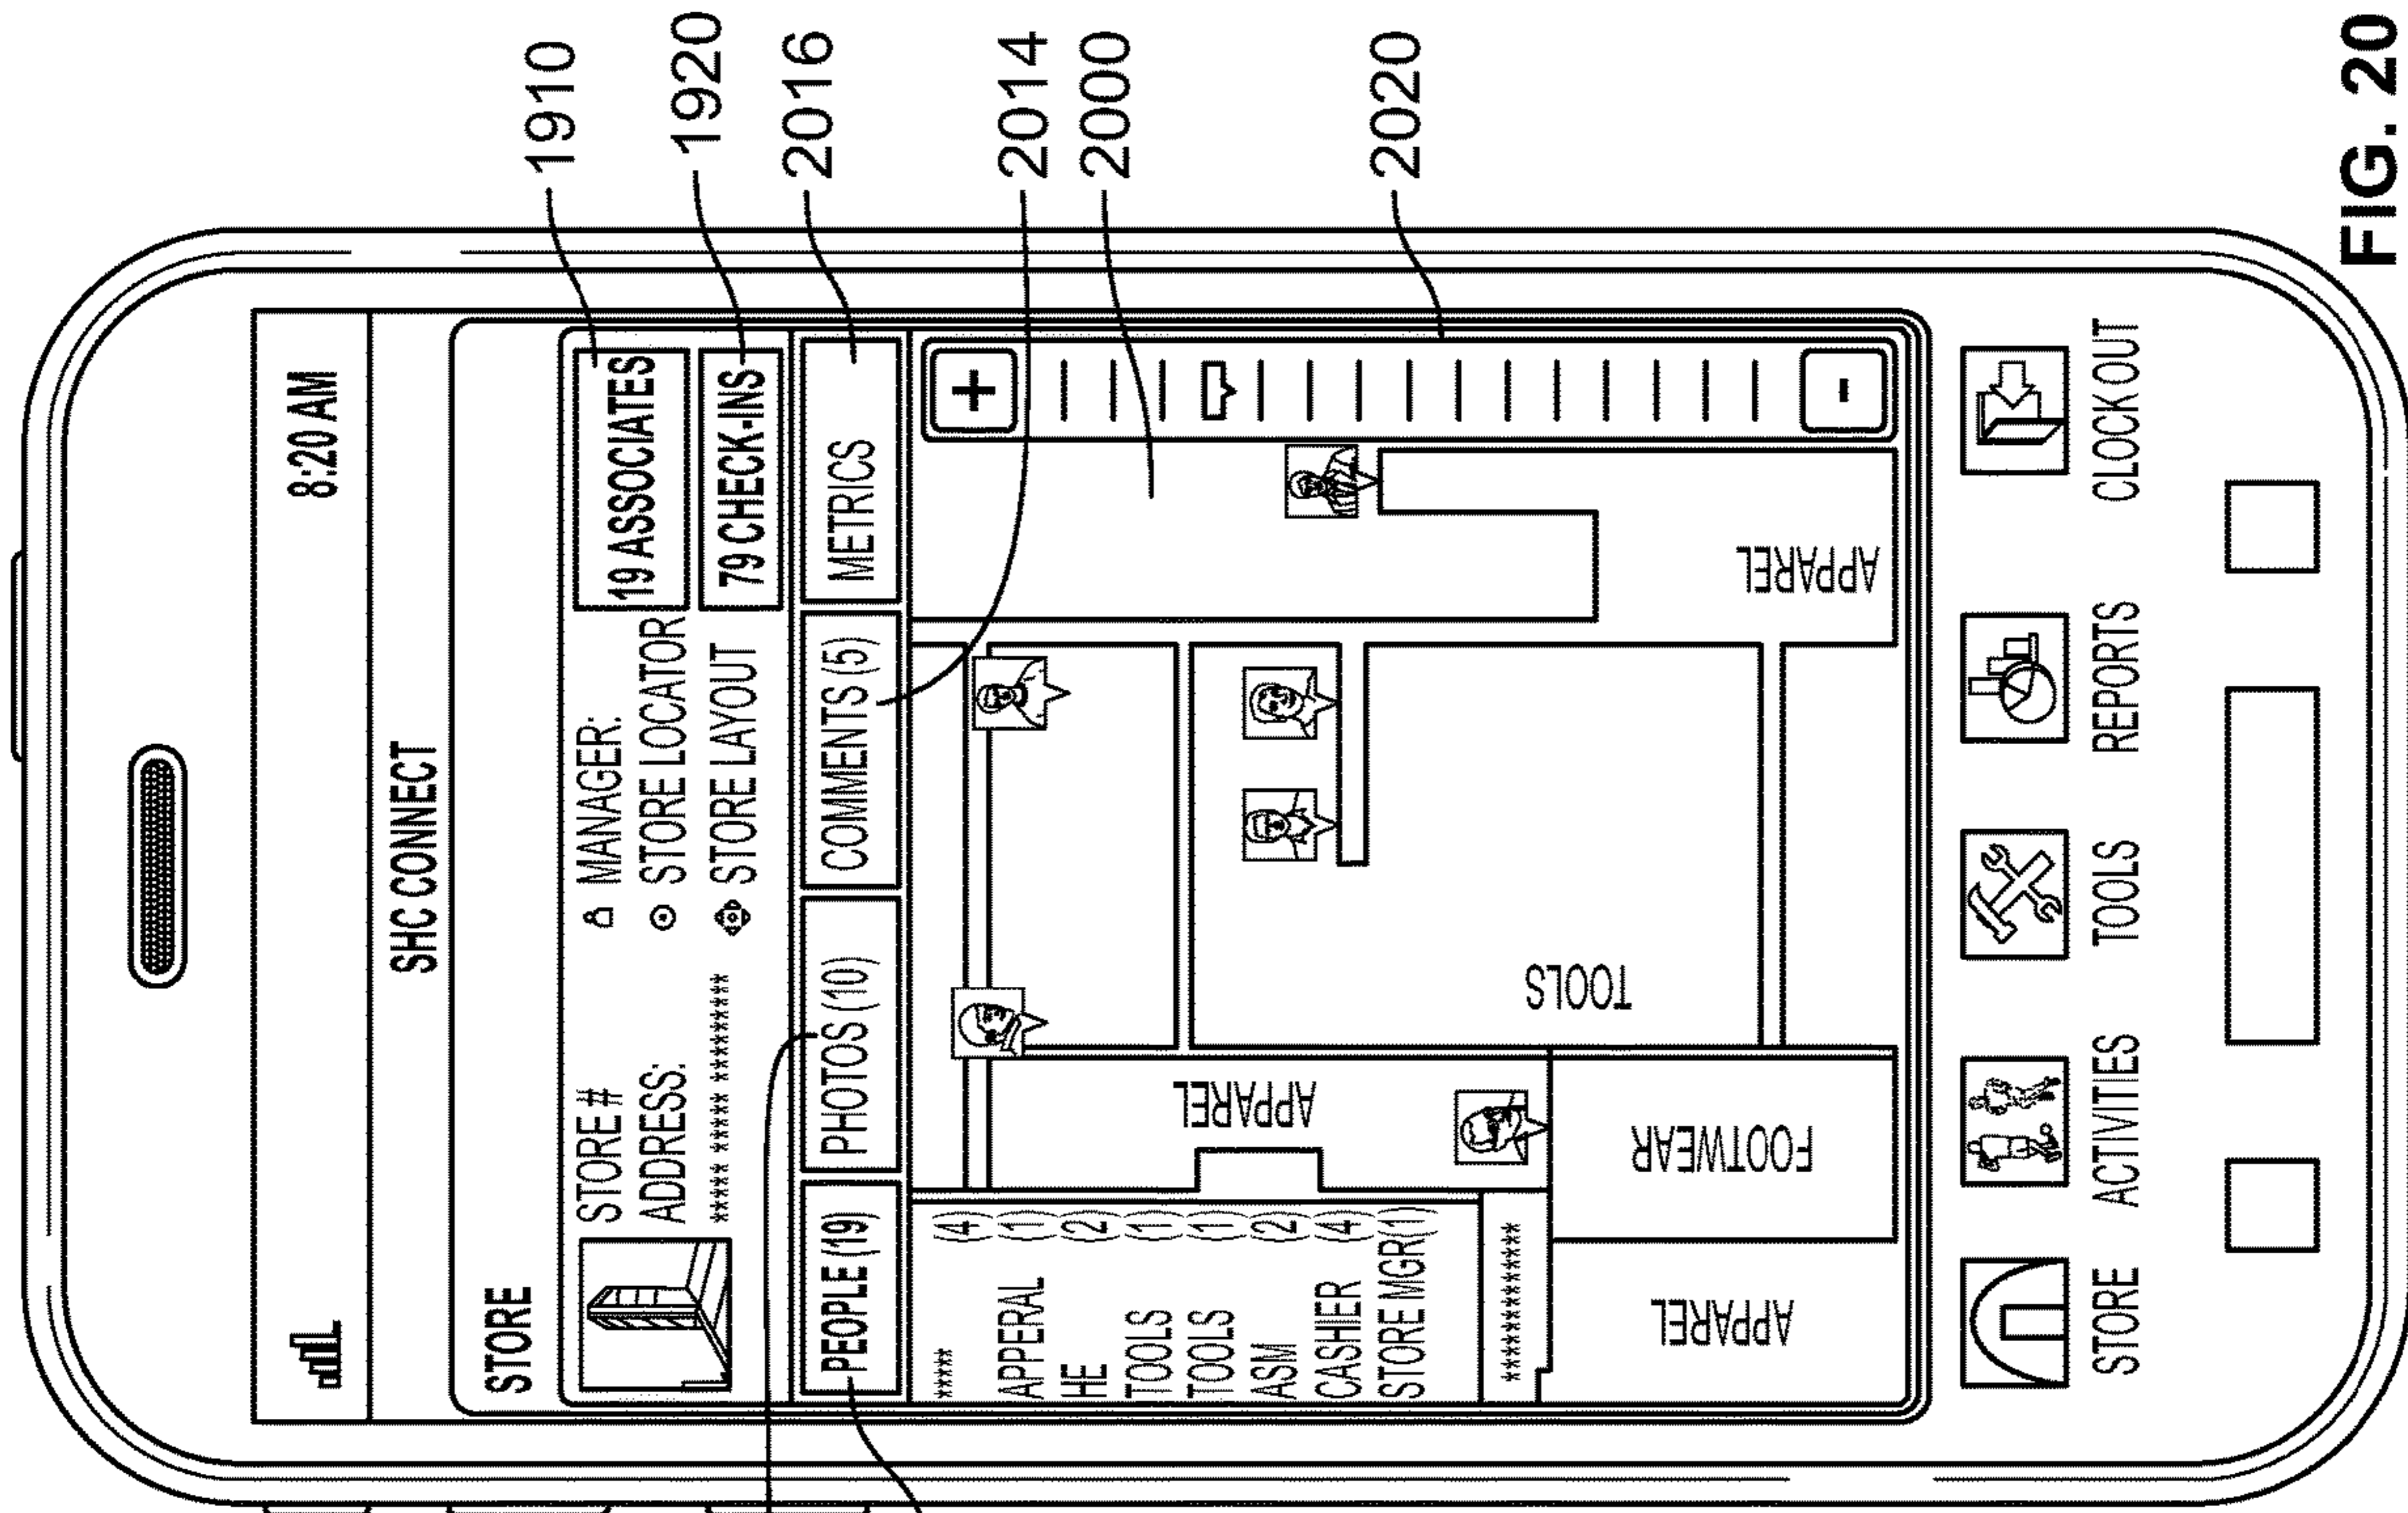 8:20 AM
SHC CONNECT
STORE
STORE #
ADDRESS:
***** ***** ****** **********
MANAGER:
STORE LOCATOR
STORE LAYOUT
19 ASSOCIATES
79 CHECK-INS
PEOPLE (19)
PHOTOS (10)
COMMENTS (5)
METRICS
***** (4)
APPERAL (1)
HE (2)
TOOLS (1)
TOOLS (1)
ASM (2)
CASHIER (4)
STORE MGR (1)
*************
APPAREL
FOOTWEAR
APPAREL
TOOLS
APPAREL
+
-
STORE
ACTIVITIES
TOOLS
REPORTS
CLOCK OUT
1910
1920
2016
2014
2000
2020
FIG. 20